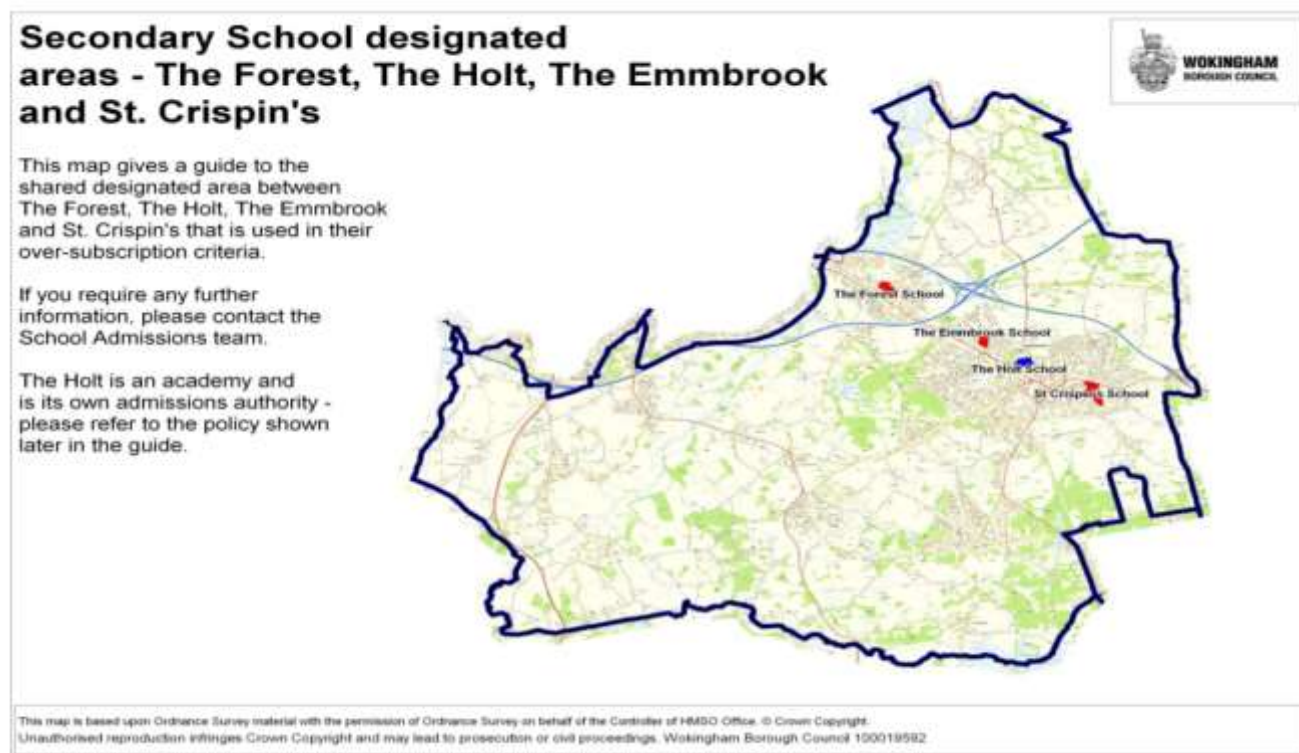 Secondary School designated
areas - The Forest, The Holt, The Emmbrook
and St. Crispin's
WOKINGHAM
BOROUGH COUNCIL
This map gives a guide to the
shared designated area between
The Forest, The Holt, The Emmbrook
and St. Crispin's that is used in their
over-subscription criteria.
If you require any further
information, please contact the
School Admissions team.
The Holt is an academy and
is its own admissions authority -
please refer to the policy shown
later in the guide.
The Forest School
The Emmbrook School
The Holt School
St Crispins School
This map is based upon Ordnance Survey material with the permission of Ordnance Survey on behalf of the Controller of HMSO Office. © Crown Copyright.
Unauthorised reproduction infringes Crown Copyright and may lead to prosecution or civil proceedings. Wokingham Borough Council 100019592